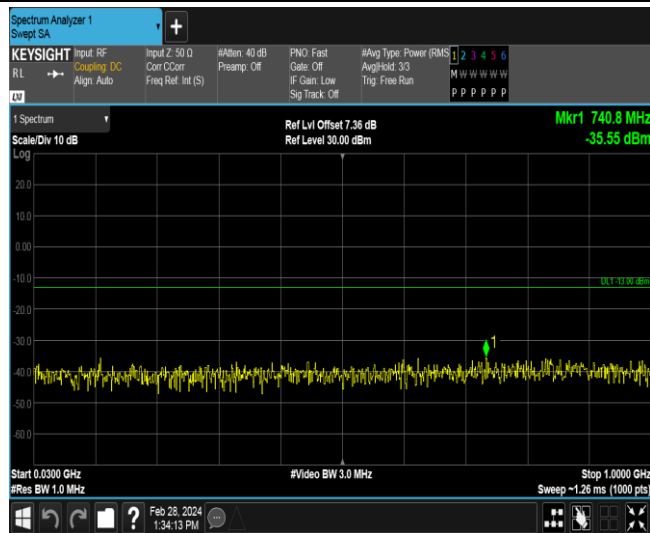 Spectrum Analyzer 1
Swept SA
+
KEYSIGHT Input: RF Input Z: 50 Ω #Atten: 40 dB PNO: Fast #Avg Type: Power (RMS 1 2 3 4 5 6
RL Coupling: DC Corr CCorr Preamp: Off Gate: Off Avg|Hold: 3/3 M W W W W W
Align: Auto Freq Ref: Int (S) IF Gain: Low Trig: Free Run
Sig Track: Off P P P P P P
1 Spectrum Ref Lvl Offset 7.36 dB Mkr1 740.8 MHz
Scale/Div 10 dB Ref Level 30.00 dBm -35.55 dBm
Log
20.0
10.0
0.00
-10.0
DL1 -13.00 dBm
-20.0
-30.0
1
-40.0
-50.0
-60.0
Start 0.0300 GHz #Video BW 3.0 MHz Stop 1.0000 GHz
#Res BW 1.0 MHz Sweep ~1.26 ms (1000 pts)
? Feb 28, 2024
1:34:13 PM